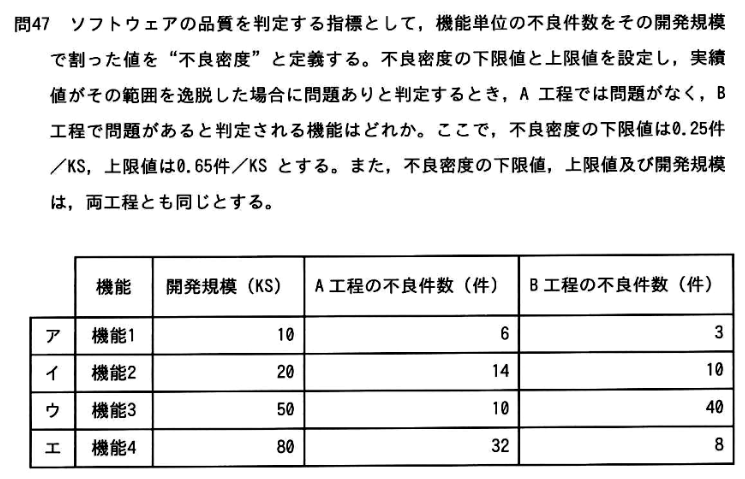 問47 ソフトウェアの品質を判定する指標として，機能単位の不良件数をその開発規模
で割った値を“不良密度”と定義する。不良密度の下限値と上限値を設定し，実績
値がその範囲を逸脱した場合に問題ありと判定するとき，A 工程では問題がなく，B
工程で問題があると判定される機能はどれか。ここで，不良密度の下限値は0.25件
／KS，上限値は0.65件／KS とする。また，不良密度の下限値，上限値及び開発規模
は，両工程とも同じとする。
機能 開発規模（KS） A 工程の不良件数（件） B 工程の不良件数（件）
ア 機能1 10 6 3
イ 機能2 20 14 10
ウ 機能3 50 10 40
エ 機能4 80 32 8